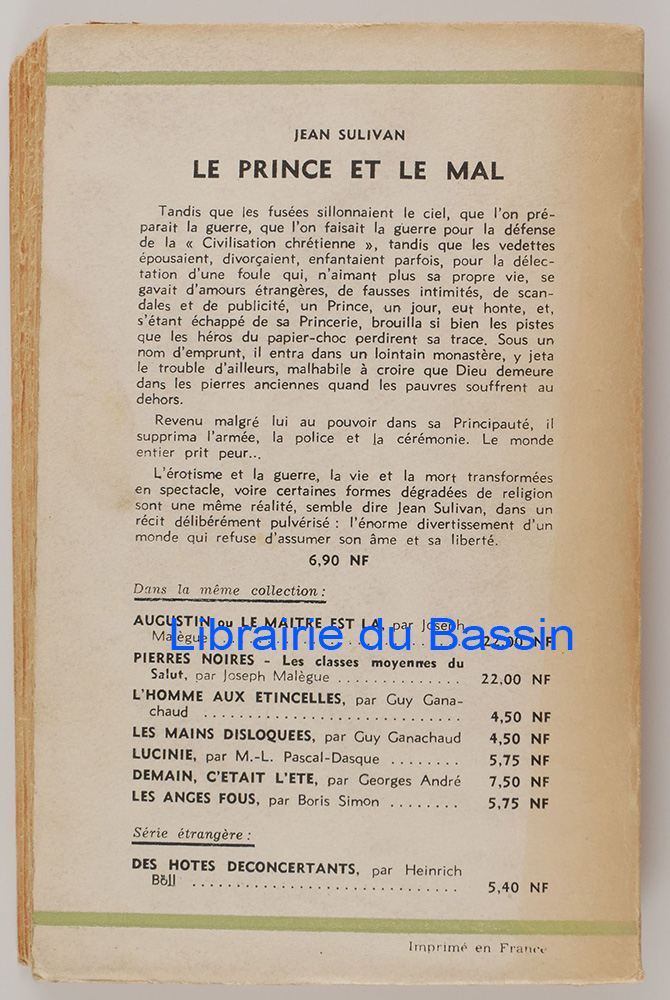 JEAN SULIVAN
LE PRINCE ET LE MAL
Tandis que les fusées sillonnaient le ciel, que l'on pré-
parait la guerre, que l'on faisait la guerre pour la défense
de la « Civilisation chrétienne », tandis que les vedettes
épousaient, divorçaient, enfantaient parfois, pour la délec-
tation d'une foule qui, n'aimant plus sa propre vie, se
gavait d'amours étrangères, de fausses intimités, de scan-
dales et de publicité, un Prince, un jour, eut honte, et,
s'étant échappé de sa Princerie, brouilla si bien les pistes
que les héros du papier-choc perdirent sa trace. Sous un
nom d'emprunt, il entra dans un lointain monastère, y jeta
le trouble d'ailleurs, malhabile à croire que Dieu demeure
dans les pierres anciennes quand les pauvres souffrent au
dehors.
Revenu malgré lui au pouvoir dans sa Principauté, il
supprima l'armée, la police et la cérémonie. Le monde
entier prit peur...
L'érotisme et la guerre, la vie et la mort transformées
en spectacle, voire certaines formes dégradées de religion
sont une même réalité, semble dire Jean Sulivan, dans un
récit délibérément pulvérisé : l'énorme divertissement d'un
monde qui refuse d'assumer son âme et sa liberté.
6,90 NF
Dans la même collection :
AUGUSTIN ou LE MAITRE EST LA, par Joseph
Malègue . . . . . . . . . . . . . . . . . . . . 22,00 NF
Librairie du Bassin
PIERRES NOIRES - Les classes moyennes du
Salut, par Joseph Malègue . . . . . . . . . . . . . . 22,00 NF
L'HOMME AUX ETINCELLES, par Guy Gana-
chaud . . . . . . . . . . . . . . . . . . . . . . . . . . . . 4,50 NF
LES MAINS DISLOQUEES, par Guy Ganachaud 4,50 NF
LUCINIE, par M.-L. Pascal-Dasque . . . . . . . . 5,75 NF
DEMAIN, C'ETAIT L'ETE, par Georges André 7,50 NF
LES ANGES FOUS, par Boris Simon . . . . . . . . 5,75 NF
Série étrangère :
DES HOTES DECONCERTANTS, par Heinrich
Böll . . . . . . . . . . . . . . . . . . . . . . . . . . . . . 5,40 NF
Imprimé en France